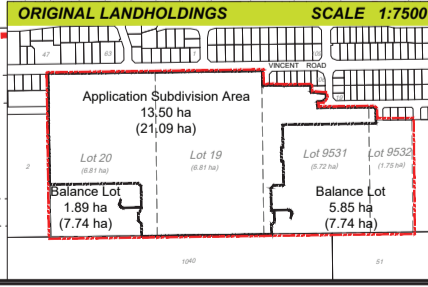 ORIGINAL LANDHOLDINGS SCALE 1:7500
47 63 1
VINCENT ROAD
Application Subdivision Area
13.50 ha
(21.09 ha)
2
Lot 20
(6.81 ha)
Lot 19
(6.81 ha)
Lot 9531
(5.72 ha)
Lot 9532
(1.75 ha)
Balance Lot
1.89 ha
(7.74 ha)
Balance Lot
5.85 ha
(7.74 ha)
1040
51